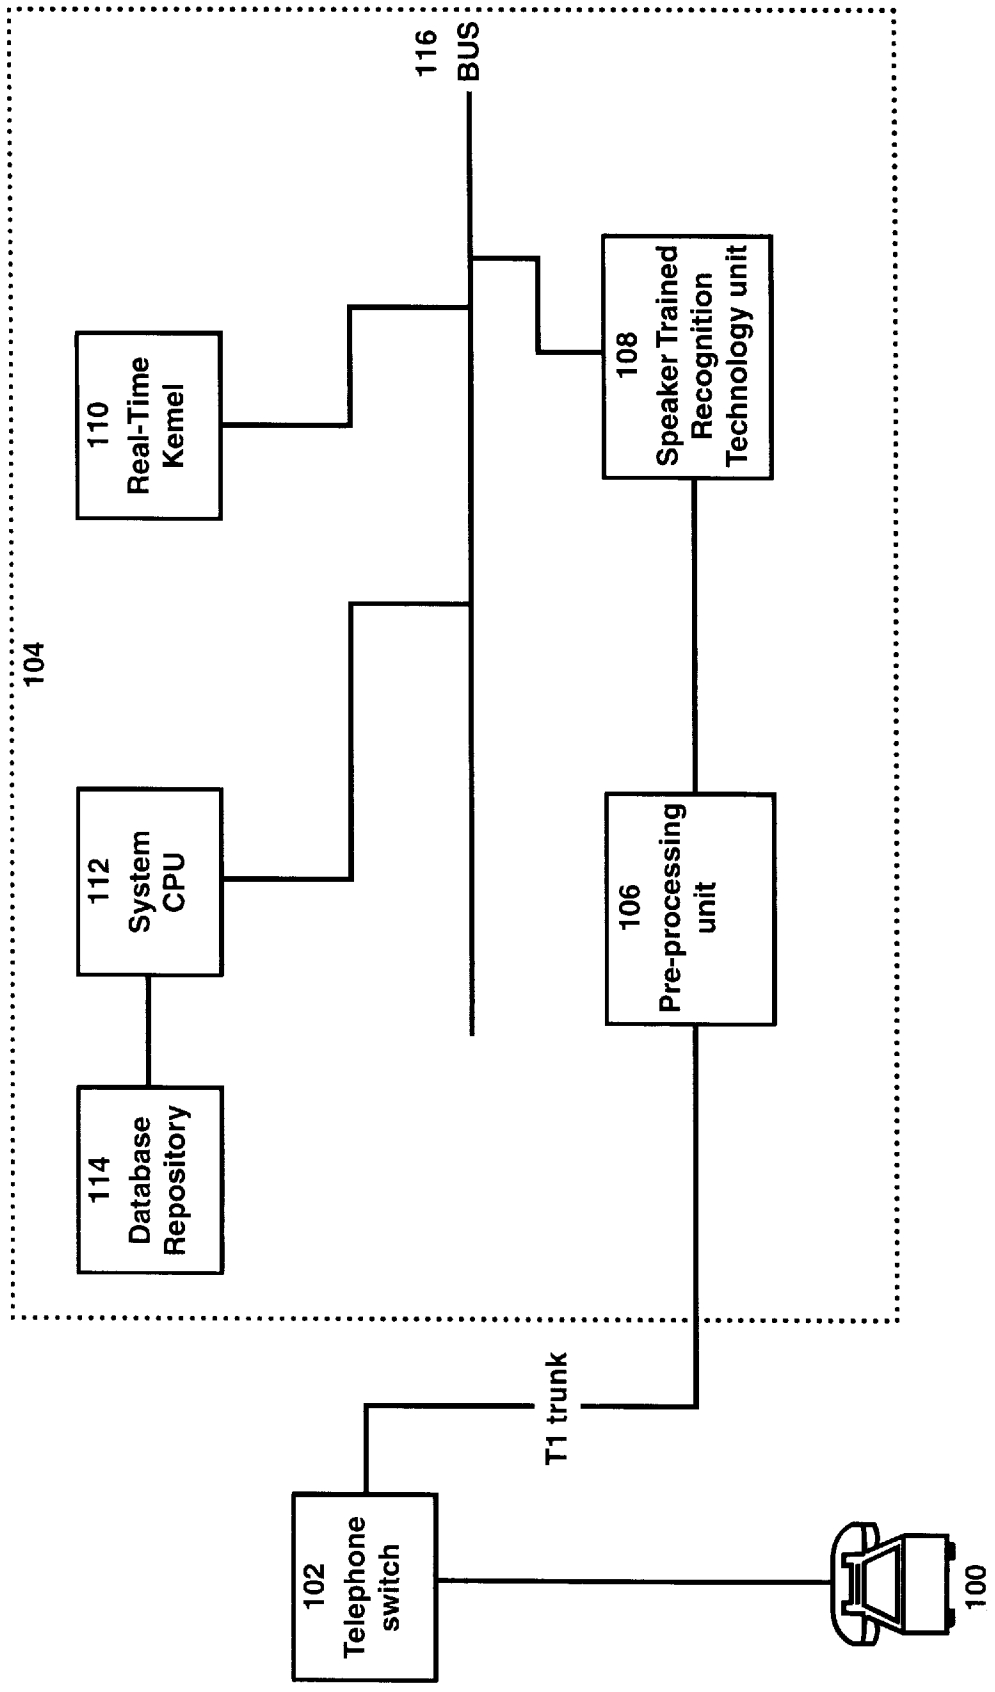 104
114
Database
Repository
112
System
CPU
110
Real-Time
Kemel
116
BUS
102
Telephone
switch
T1 trunk
106
Pre-processing
unit
108
Speaker Trained
Recognition
Technology unit
100